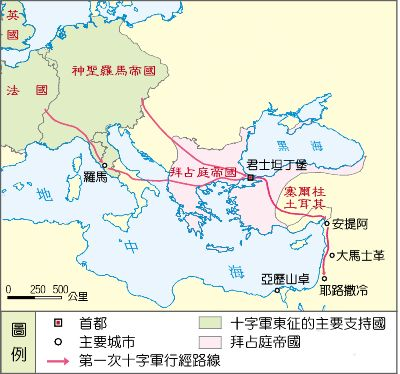 英國
神聖羅馬帝國
法國
黑海
君士坦丁堡
拜占庭帝國
羅馬
塞爾柱
土耳其
安提阿
地中海
大馬士革
亞歷山卓
耶路撒冷
0 250 500
公里
圖例
首都
十字軍東征的主要支持國
主要城市
拜占庭帝國
第一次十字軍行經路線